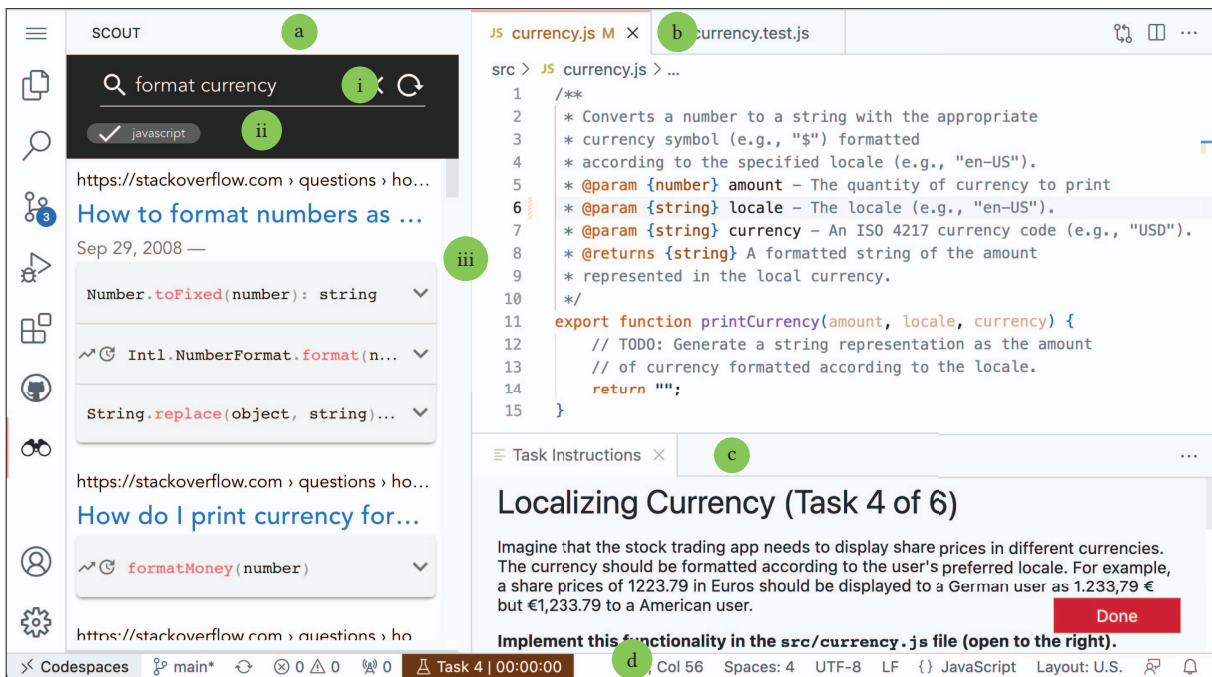 SCOUT
a
format currency
i
javascript
ii
https://stackoverflow.com › questions › ho...
How to format numbers as ...
Sep 29, 2008 —
iii
Number.toFixed(number): string
Intl.NumberFormat.format(n...
String.replace(object, string)...
https://stackoverflow.com › questions › ho...
How do I print currency for...
formatMoney(number)
https://stackoverflow.com › questions › ho
3
JS currency.js M ×
b
currency.test.js
src > JS currency.js > ...
1 /**
2 * Converts a number to a string with the appropriate
3 * currency symbol (e.g., "$") formatted
4 * according to the specified locale (e.g., "en-US").
5 * @param {number} amount – The quantity of currency to print
6 * @param {string} locale – The locale (e.g., "en-US").
7 * @param {string} currency – An ISO 4217 currency code (e.g., "USD").
8 * @returns {string} A formatted string of the amount
9 * represented in the local currency.
10 */
11 export function printCurrency(amount, locale, currency) {
12 // TODO: Generate a string representation as the amount
13 // of currency formatted according to the locale.
14 return "";
15 }
Task Instructions ×
c
Localizing Currency (Task 4 of 6)
Imagine that the stock trading app needs to display share prices in different currencies.
The currency should be formatted according to the user's preferred locale. For example,
a share prices of 1223.79 in Euros should be displayed to a German user as 1.233,79 €
but €1,233.79 to a American user.
Done
Implement this functionality in the src/currency.js file (open to the right).
Codespaces main* 0 0 0 Task 4 | 00:00:00 d , Col 56 Spaces: 4 UTF-8 LF {} JavaScript Layout: U.S.